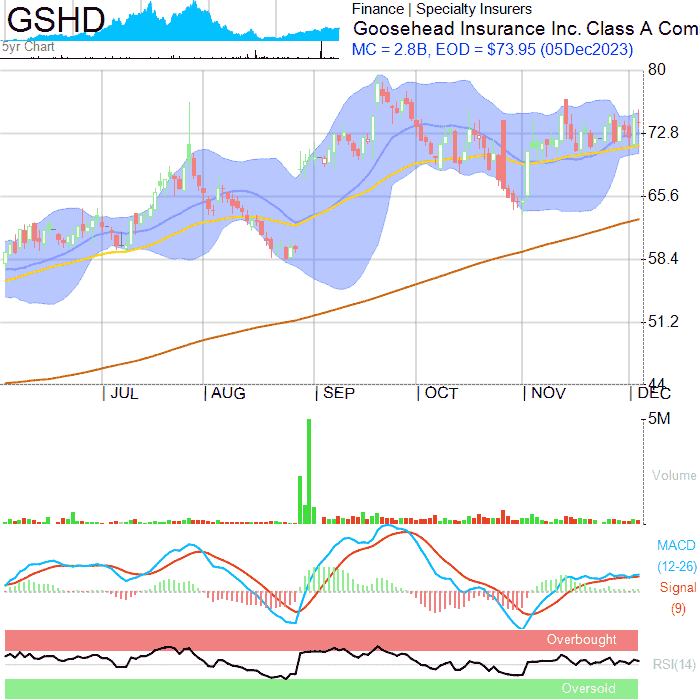 GSHD
5yr Chart
Finance | Specialty Insurers
Goosehead Insurance Inc. Class A Com
MC = 2.8B, EOD = $73.95 (05Dec2023)
80
72.8
65.6
58.4
51.2
44
JUL AUG SEP OCT NOV DEC
5M
Volume
MACD
(12-26)
Signal
(9)
Overbought
RSI(14)
Oversold